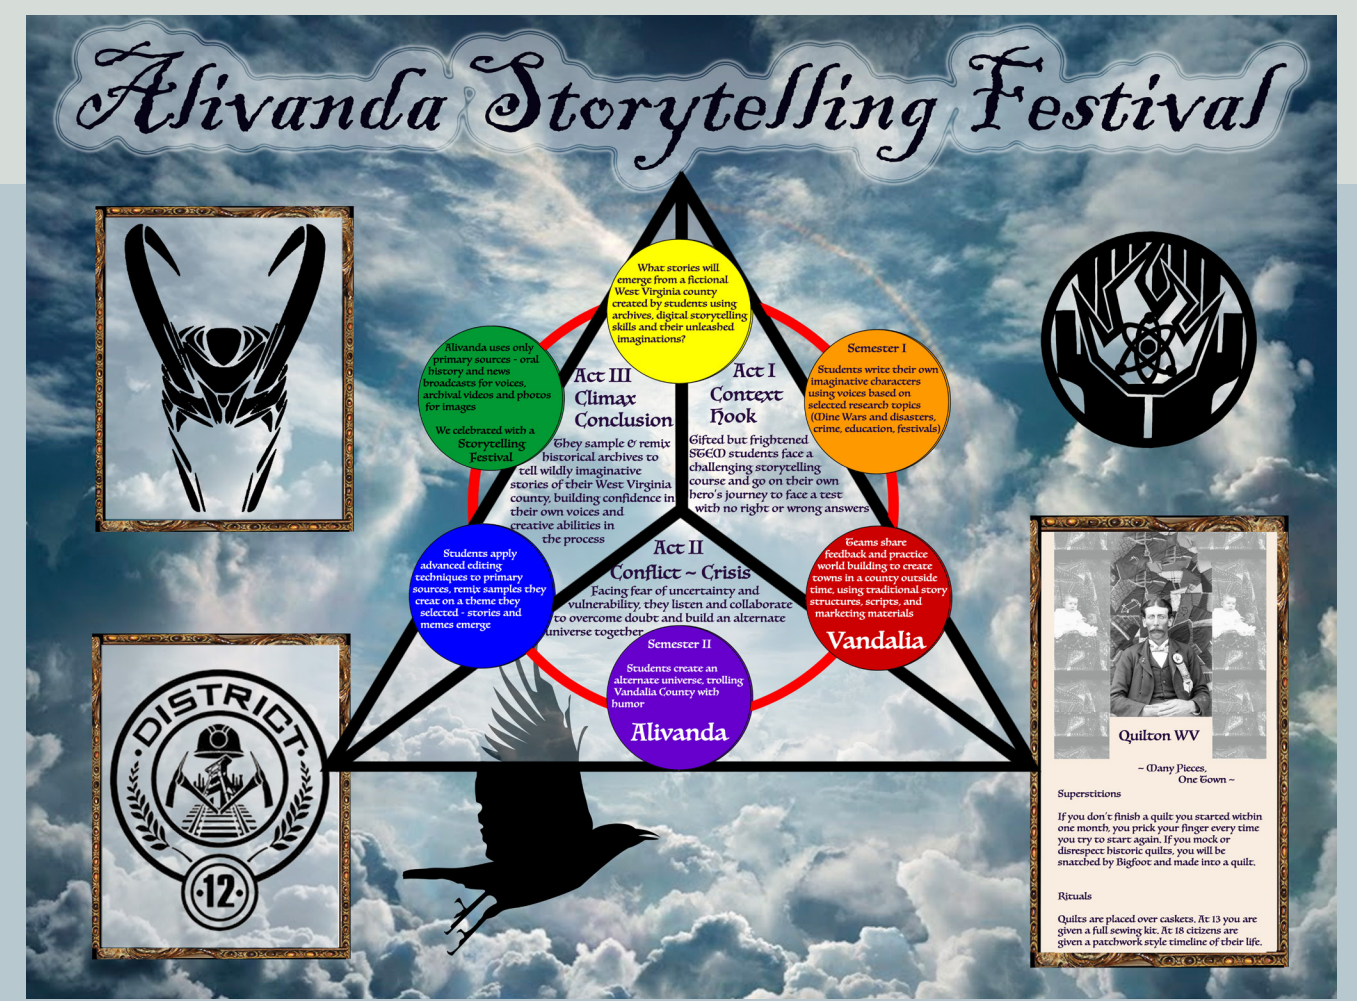 Alivanda Storytelling Festival
What stories will
emerge from a fictional
West Virginia county
created by students using
archives, digital storytelling
skills and their unleashed
imaginations?
Alivanda uses only
primary sources - oral
history and news
broadcasts for voices,
archival videos and photos
for images
We celebrated with a
Storytelling
Festival
Act III
Climax
Conclusion
They sample & remix
historical archives to
tell wildly imaginative
stories of their West Virginia
county, building confidence in
their own voices and
creative abilities in
the process
Act I
Context
Hook
Gifted but frightened
STEM students face a
challenging storytelling
course and go on their own
hero's journey to face a test
with no right or wrong answers
Semester I
Students write their own
imaginative characters
using voices based on
selected research topics
(Mine Wars and disasters,
crime, education, festivals)
Students apply
advanced editing
techniques to primary
sources, remix samples they
creat on a theme they
selected - stories and
memes emerge
Act II
Conflict ~ Crisis
Facing fear of uncertainty and
vulnerability, they listen and collaborate
to overcome doubt and build an alternate
universe together
Teams share
feedback and practice
world building to create
towns in a county outside
time, using traditional story
structures, scripts, and
marketing materials
Vandalia
Semester II
Students create an
alternate universe, trolling
Vandalia County with
humor
Alivanda
DISTRICT
12
Quilton WV
~ Many Pieces,
One Town ~
Superstitions
If you don't finish a quilt you started within
one month, you prick your finger every time
you try to start again. If you mock or
disrespect historic quilts, you will be
snatched by Bigfoot and made into a quilt.
Rituals
Quilts are placed over caskets. At 13 you are
given a full sewing kit. At 18 citizens are
given a patchwork style timeline of their life.